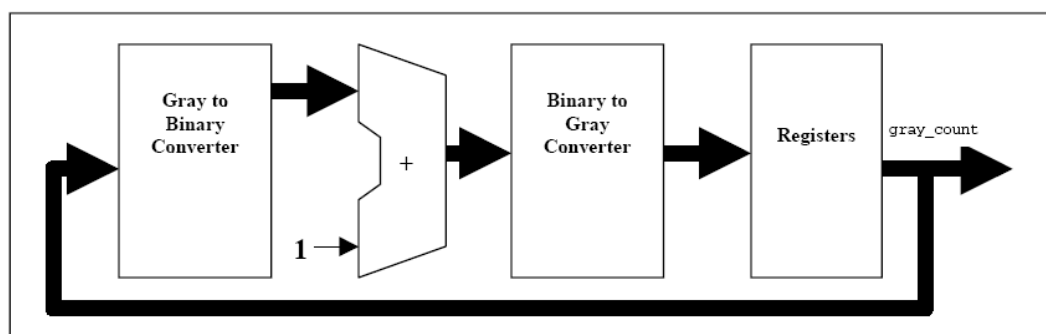 Gray to
Binary
Converter
+
1
Binary to
Gray
Converter
Registers
gray_count